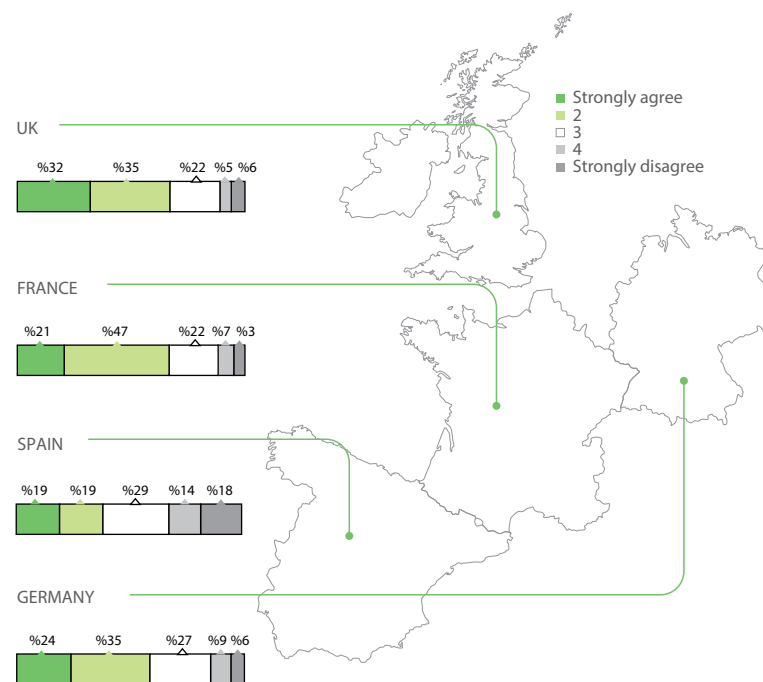 Strongly agree
2
3
4
Strongly disagree
UK
%32 %35 %22 %5 %6
FRANCE
%21 %47 %22 %7 %3
SPAIN
%19 %19 %29 %14 %18
GERMANY
%24 %35 %27 %9 %6